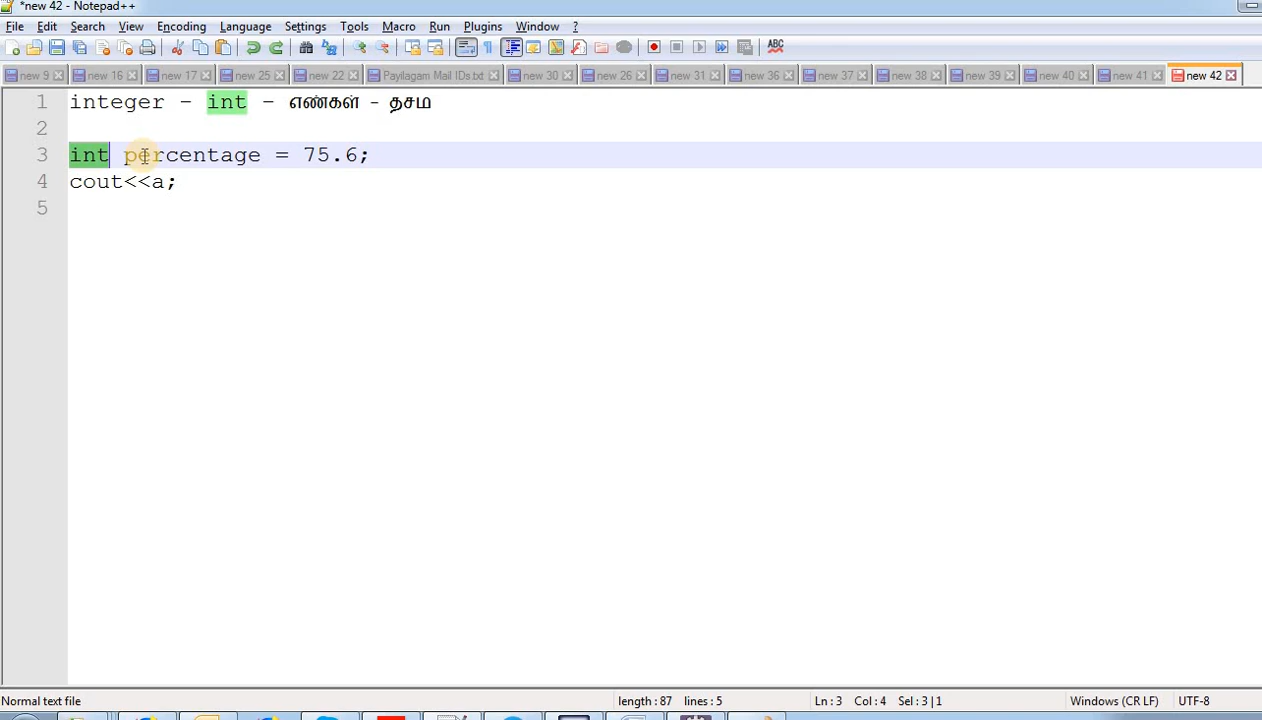 *new 42 - Notepad++
File Edit Search View Encoding Language Settings Tools Macro Run Plugins Window ?
new 9 new 16 new 17 new 25 new 22 Payilagam Mail IDs.txt new 30 new 26 new 31 new 36 new 37 new 38 new 39 new 40 new 41 new 42
1 integer - int - எண்கள் - தசம
2
3 int percentage = 75.6;
4 cout<<a;
5
Normal text file length : 87 lines : 5 Ln : 3 Col : 4 Sel : 3 | 1 Windows (CR LF) UTF-8